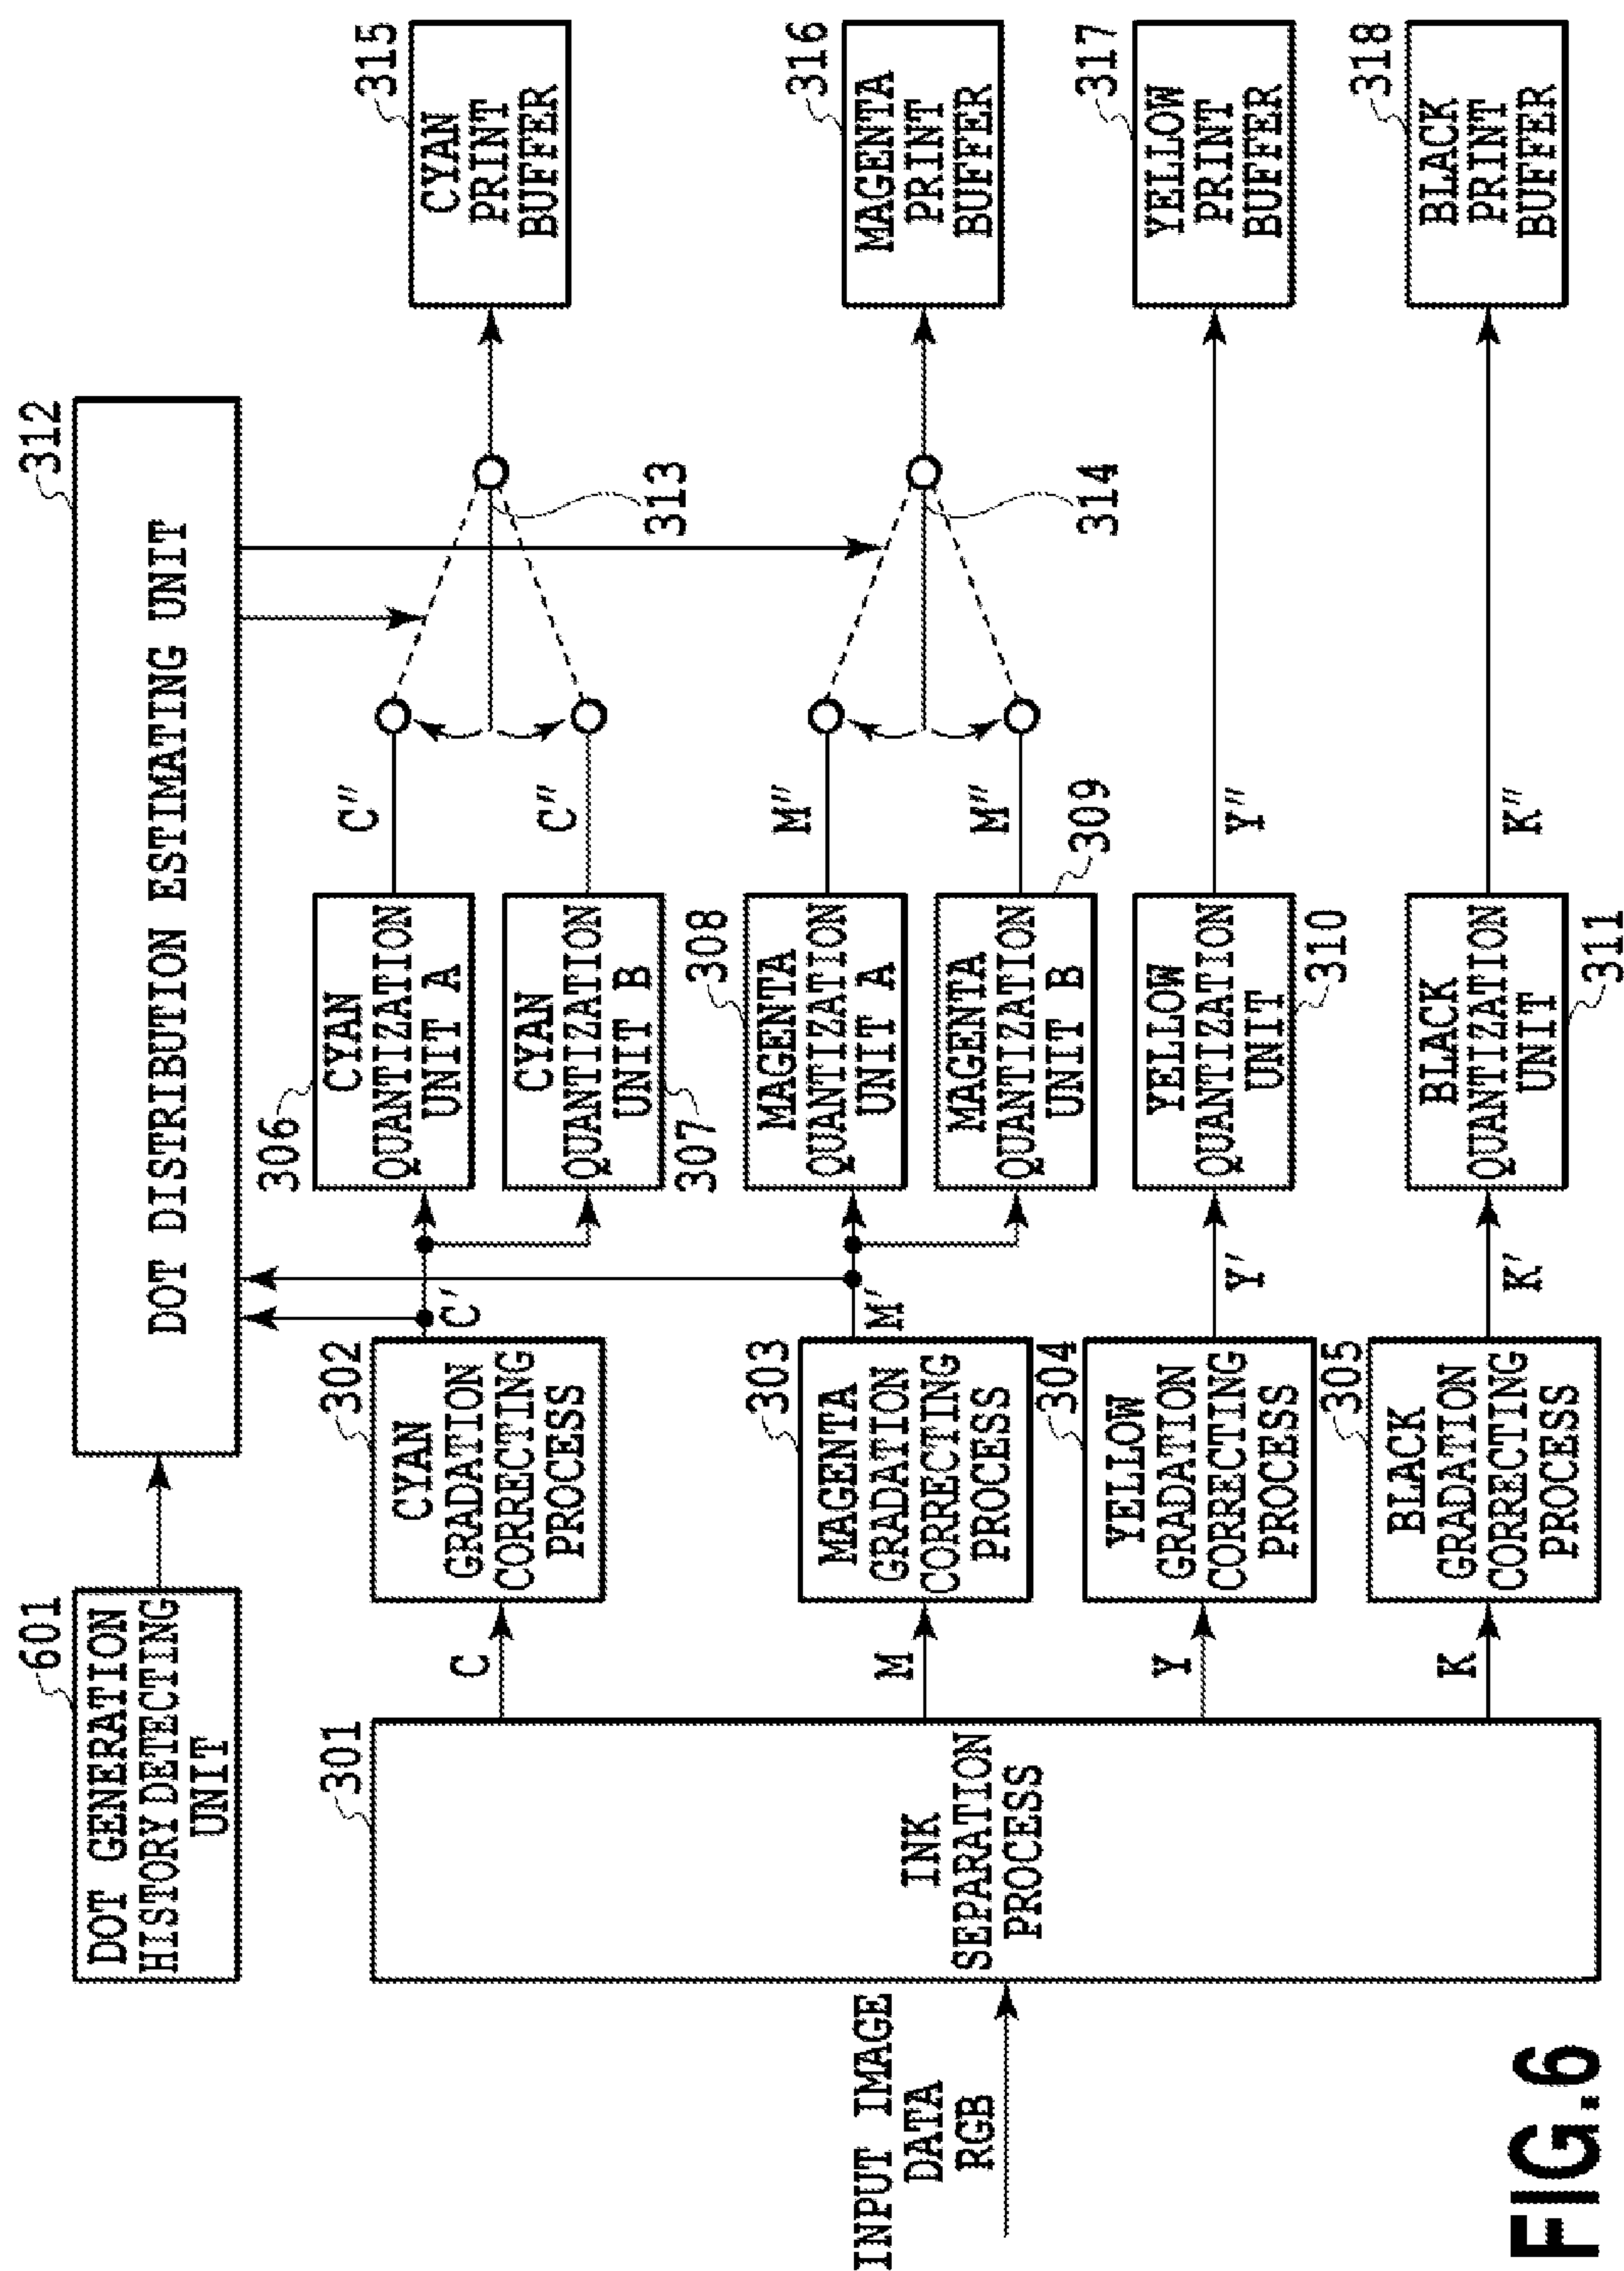 601
DOT GENERATION
HISTORY DETECTING
UNIT
312
DOT DISTRIBUTION ESTIMATING UNIT
INPUT IMAGE
DATA
RGB
301
INK
SEPARATION
PROCESS
C
M
Y
K
302
CYAN
GRADATION
CORRECTING
PROCESS
303
MAGENTA
GRADATION
CORRECTING
PROCESS
304
YELLOW
GRADATION
CORRECTING
PROCESS
305
BLACK
GRADATION
CORRECTING
PROCESS
C'
M'
Y'
K'
306
CYAN
QUANTIZATION
UNIT A
CYAN
QUANTIZATION
UNIT B
307
308
MAGENTA
QUANTIZATION
UNIT A
MAGENTA
QUANTIZATION
UNIT B
309
YELLOW
QUANTIZATION
UNIT
310
BLACK
QUANTIZATION
UNIT
311
C"
C"
M"
M"
Y"
K"
313
314
315
CYAN
PRINT
BUFFER
316
MAGENTA
PRINT
BUFFER
317
YELLOW
PRINT
BUFFER
318
BLACK
PRINT
BUFFER
FIG.6